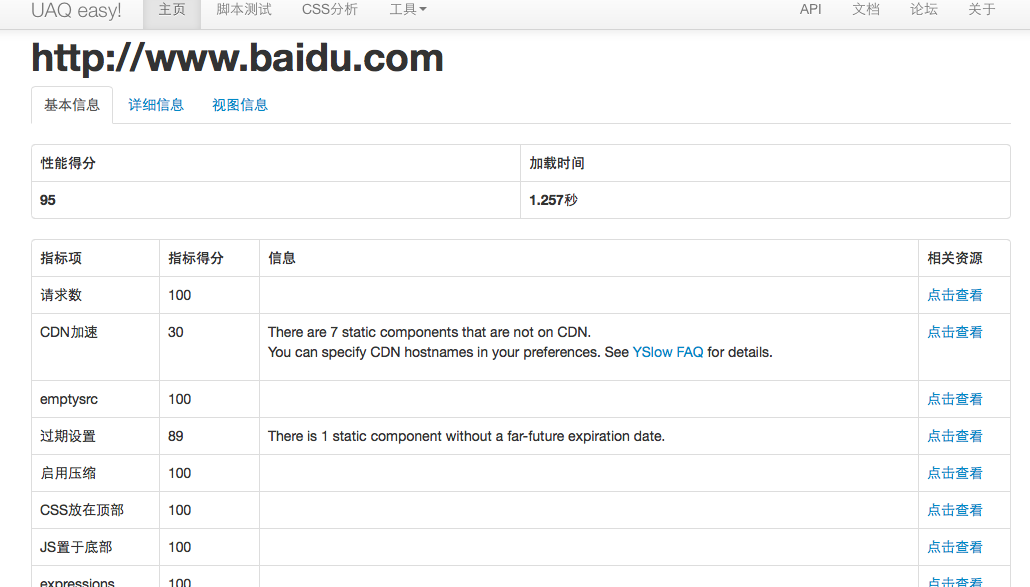 UAQ easy! 主页 脚本测试 CSS分析 工具 API 文档 论坛 关于
http://www.baidu.com
基本信息 详细信息 视图信息
性能得分 加载时间
95 1.257秒
指标项 指标得分 信息 相关资源
请求数 100 点击查看
CDN加速 30 There are 7 static components that are not on CDN. 点击查看
You can specify CDN hostnames in your preferences. See YSlow FAQ for details.
emptysrc 100 点击查看
过期设置 89 There is 1 static component without a far-future expiration date. 点击查看
启用压缩 100 点击查看
CSS放在顶部 100 点击查看
JS置于底部 100 点击查看
expressions 100 点击查看